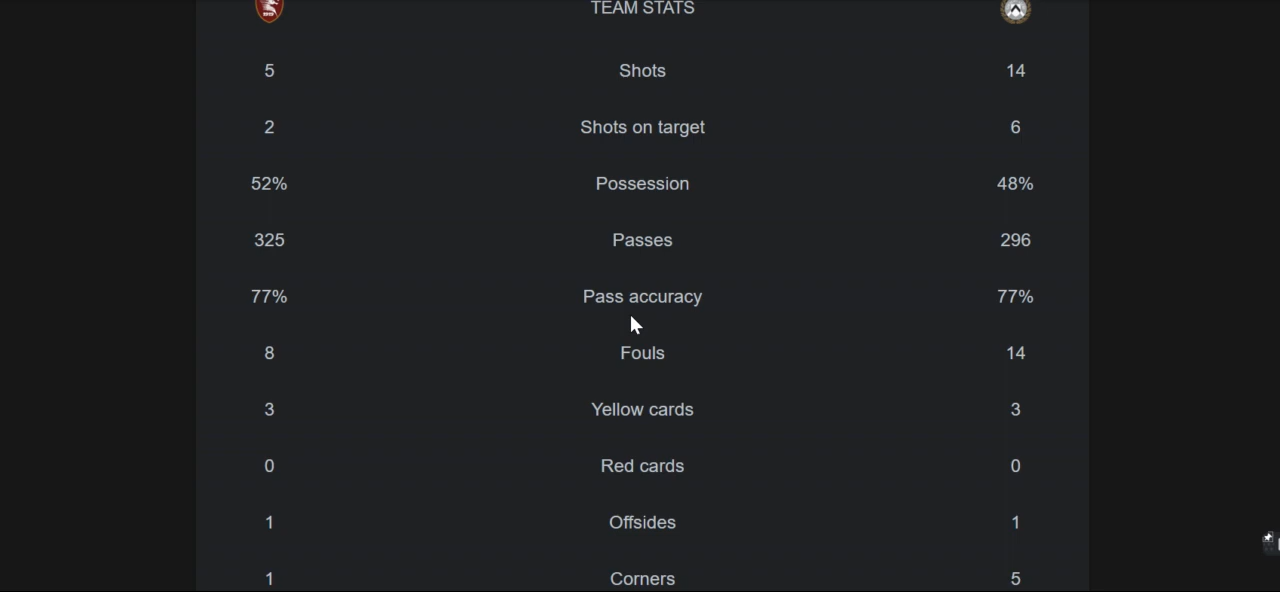 TEAM STATS
5 Shots 14
2 Shots on target 6
52% Possession 48%
325 Passes 296
77% Pass accuracy 77%
8 Fouls 14
3 Yellow cards 3
0 Red cards 0
1 Offsides 1
1 Corners 5